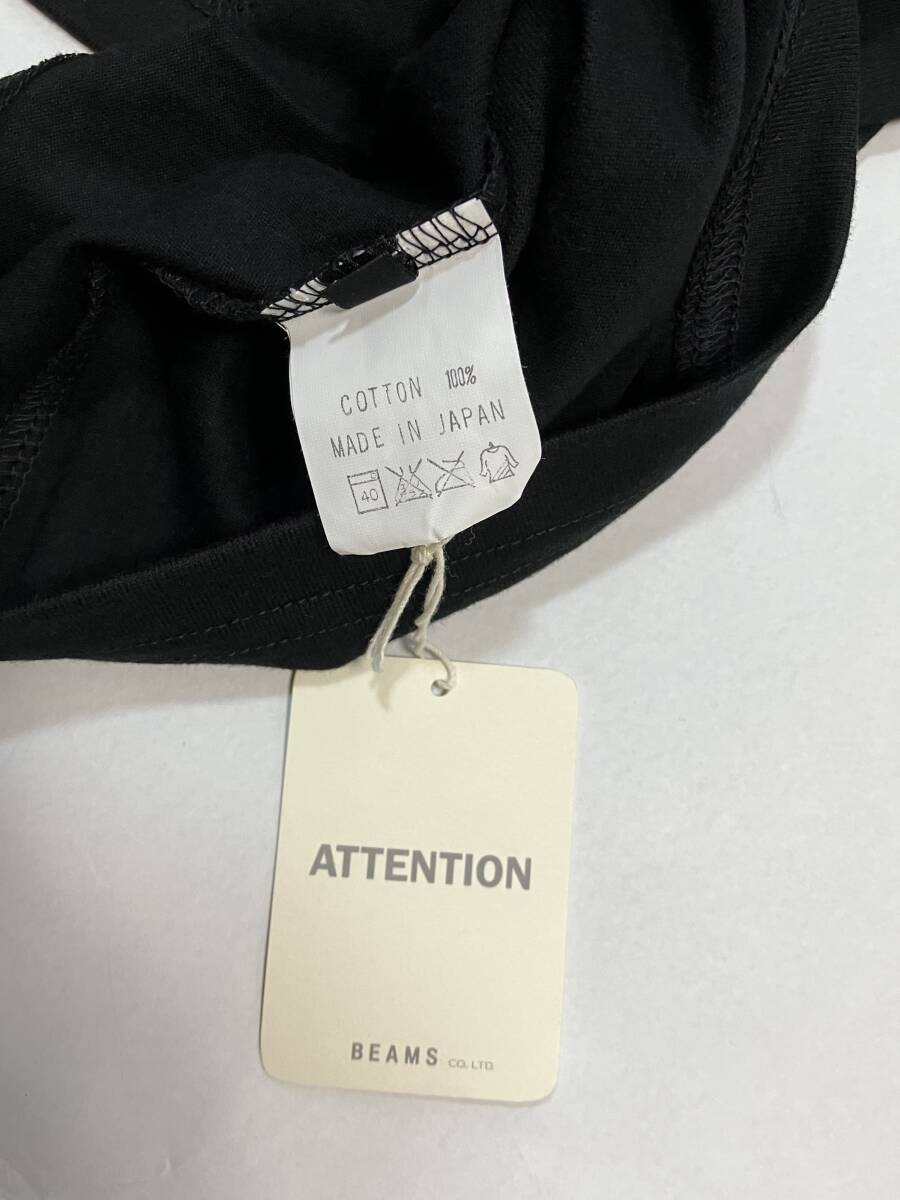 COTTON 100%
MADE IN JAPAN
40
ATTENTION
BEAMS CO. LTD.